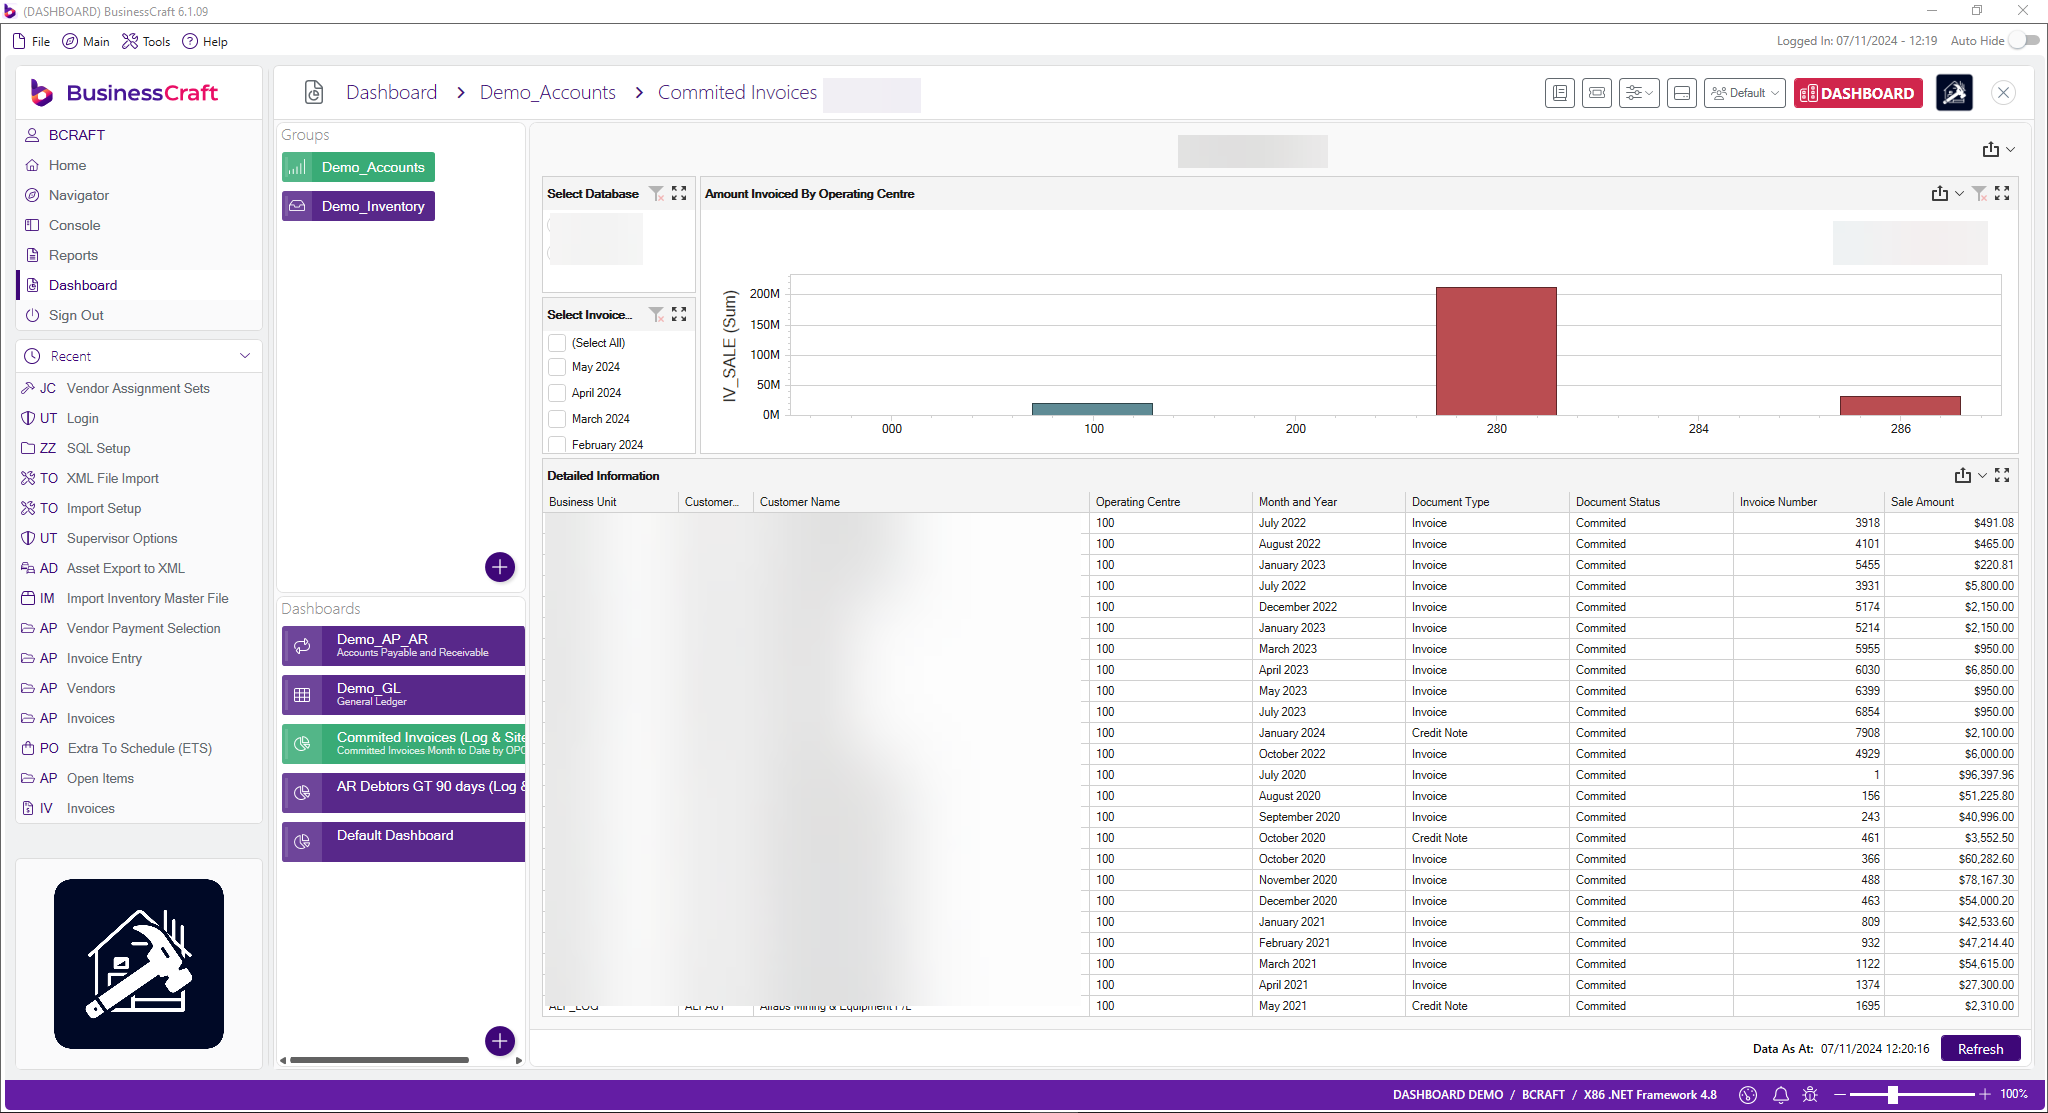 (DASHBOARD) BusinessCraft 6.1.09
File Main Tools Help
Logged In: 07/11/2024 - 12:19 Auto Hide
BusinessCraft
BCRAFT
Home
Navigator
Console
Reports
Dashboard
Sign Out
Recent
JC Vendor Assignment Sets
UT Login
ZZ SQL Setup
TO XML File Import
TO Import Setup
UT Supervisor Options
AD Asset Export to XML
IM Import Inventory Master File
AP Vendor Payment Selection
AP Invoice Entry
AP Vendors
AP Invoices
PO Extra To Schedule (ETS)
AP Open Items
IV Invoices
Dashboard > Demo_Accounts > Commited Invoices
Default
DASHBOARD
Groups
Demo_Accounts
Demo_Inventory
Dashboards
Demo_AP_AR
Accounts Payable and Receivable
Demo_GL
General Ledger
Commited Invoices (Log & Site
Committed Invoices Month to Date by OPC
AR Debtors GT 90 days (Log &
Default Dashboard
Select Database
Select Invoice...
(Select All)
May 2024
April 2024
March 2024
February 2024
Amount Invoiced By Operating Centre
IV_SALE (Sum)
200M
150M
100M
50M
0M
000 100 200 280 284 286
Detailed Information
Business Unit Customer... Customer Name Operating Centre Month and Year Document Type Document Status Invoice Number Sale Amount
100 July 2022 Invoice Commited 3918 $491.08
100 August 2022 Invoice Commited 4101 $465.00
100 January 2023 Invoice Commited 5455 $220.81
100 July 2022 Invoice Commited 3931 $5,800.00
100 December 2022 Invoice Commited 5174 $2,150.00
100 January 2023 Invoice Commited 5214 $2,150.00
100 March 2023 Invoice Commited 5955 $950.00
100 April 2023 Invoice Commited 6030 $6,850.00
100 May 2023 Invoice Commited 6399 $950.00
100 July 2023 Invoice Commited 6854 $950.00
100 January 2024 Credit Note Commited 7908 $2,100.00
100 October 2022 Invoice Commited 4929 $6,000.00
100 July 2020 Invoice Commited 1 $96,397.96
100 August 2020 Invoice Commited 156 $51,225.80
100 September 2020 Invoice Commited 243 $40,996.00
100 October 2020 Credit Note Commited 461 $3,552.50
100 October 2020 Invoice Commited 366 $60,282.60
100 November 2020 Invoice Commited 488 $78,167.30
100 December 2020 Invoice Commited 463 $54,000.20
100 January 2021 Invoice Commited 809 $42,533.60
100 February 2021 Invoice Commited 932 $47,214.40
100 March 2021 Invoice Commited 1122 $54,615.00
100 April 2021 Invoice Commited 1374 $27,300.00
100 May 2021 Credit Note Commited 1695 $2,310.00
Data As At: 07/11/2024 12:20:16 Refresh
DASHBOARD DEMO / BCRAFT / X86 .NET Framework 4.8 100%